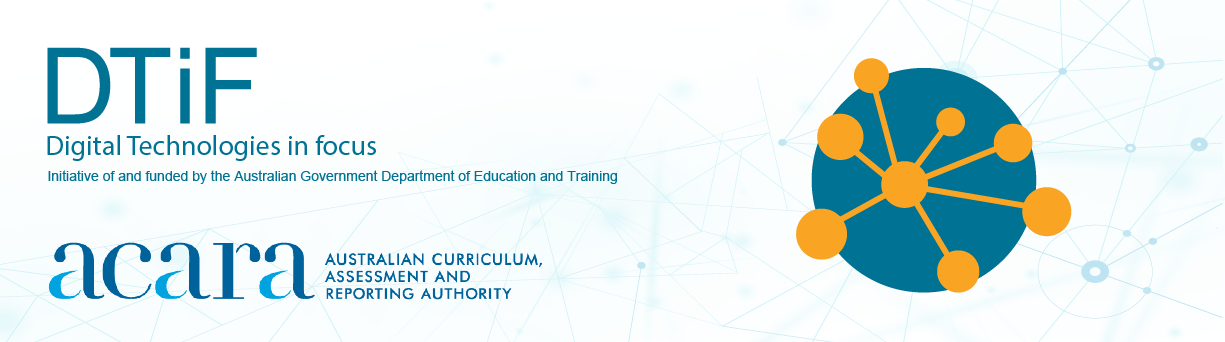 DTiF
Digital Technologies in focus
Initiative of and funded by the Australian Government Department of Education and Training
acara
AUSTRALIAN CURRICULUM,
ASSESSMENT AND
REPORTING AUTHORITY